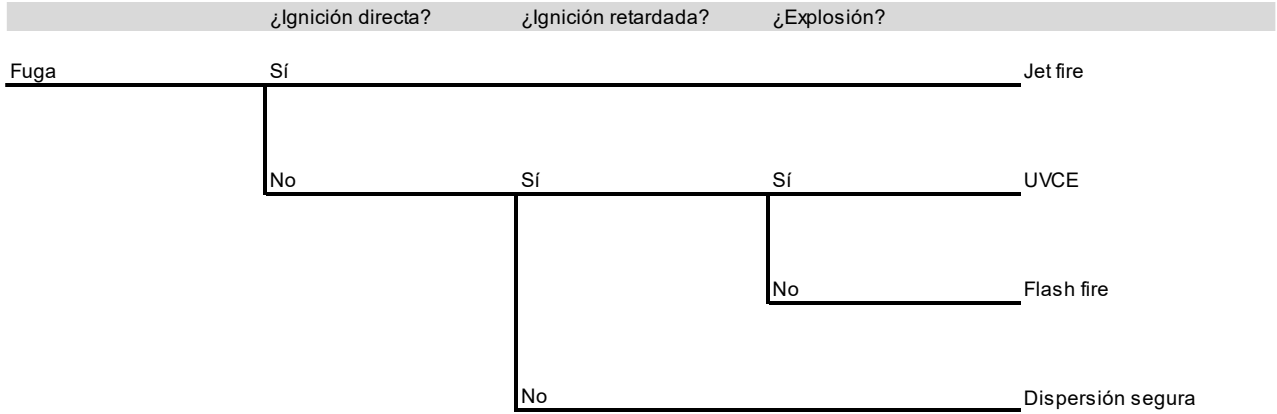 ¿Ignición directa? ¿Ignición retardada? ¿Explosión?
Fuga Sí Jet fire
No Sí Sí UVCE
No Flash fire
No Dispersión segura